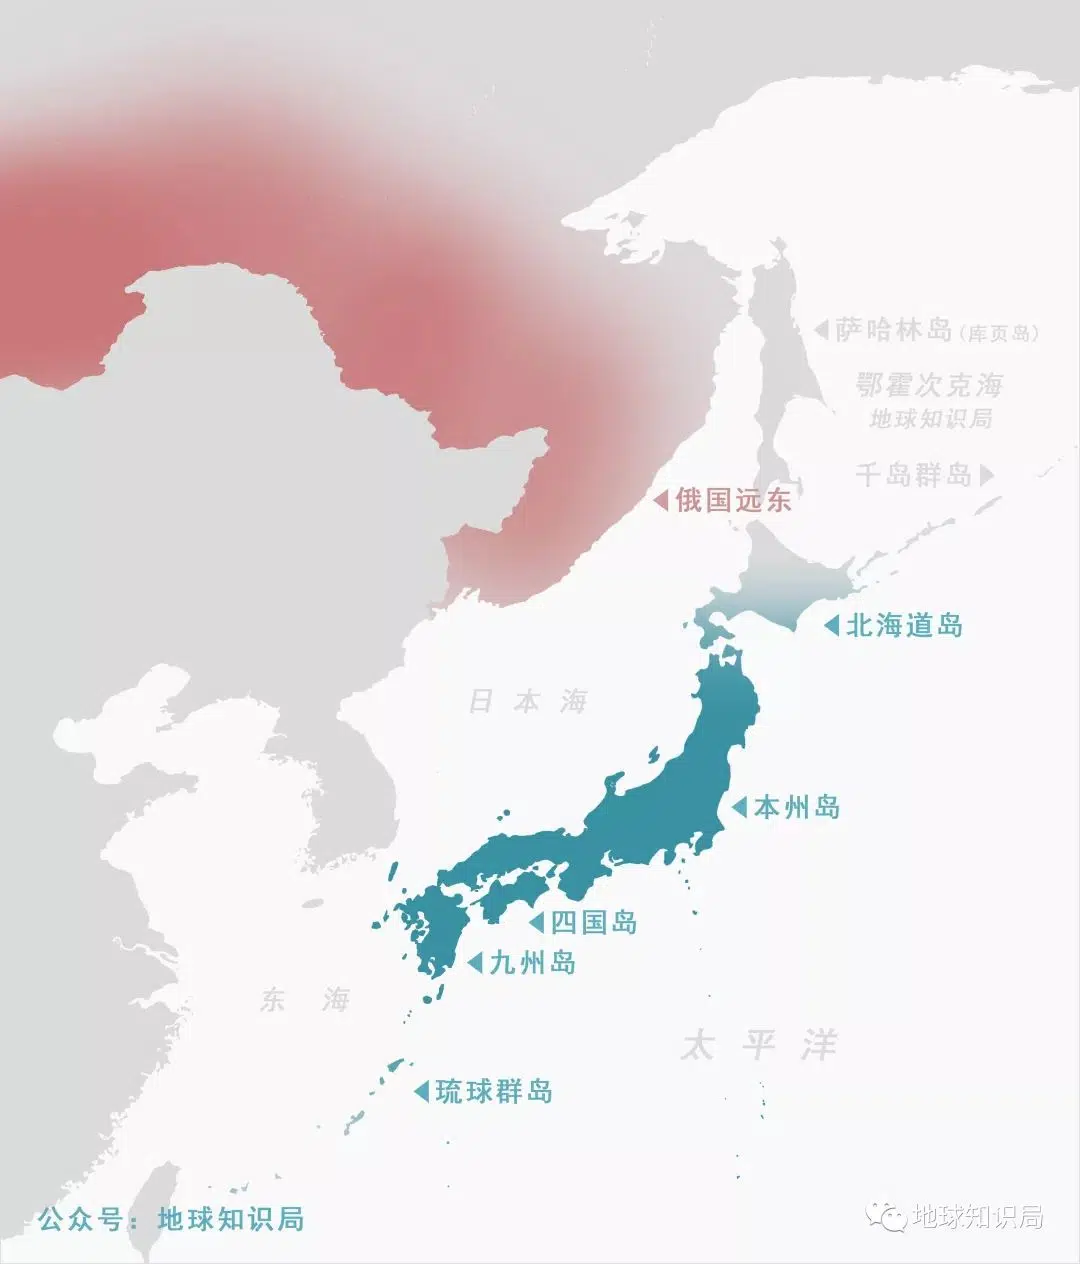 萨哈林岛(库页岛)
鄂霍次克海
地球知识局
千岛群岛
俄国远东
北海道岛
日本海
本州岛
四国岛
九州岛
东海
太平洋
琉球群岛
公众号：地球知识局
地球知识局